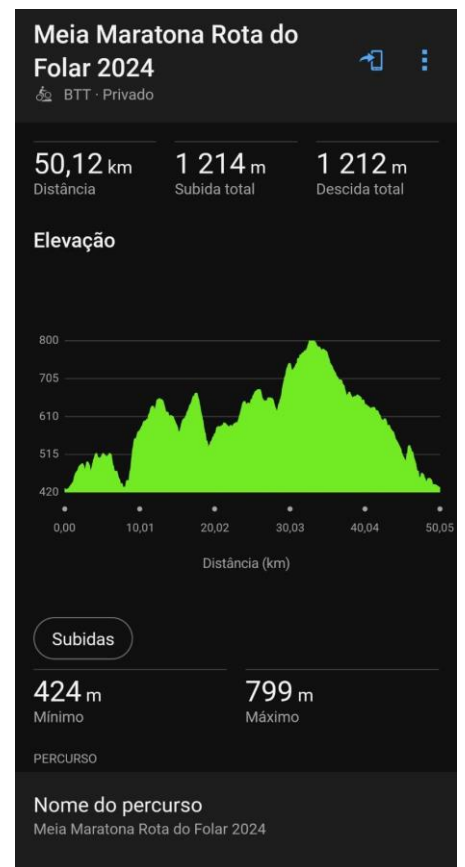 Meia Maratona Rota do
Folar 2024
BTT · Privado
50,12 km 1 214 m 1 212 m
Distância Subida total Descida total
Elevação
800
705
610
515
420
0,00 10,01 20,02 30,03 40,04 50,05
Distância (km)
Subidas
424 m 799 m
Mínimo Máximo
PERCURSO
Nome do percurso
Meia Maratona Rota do Folar 2024